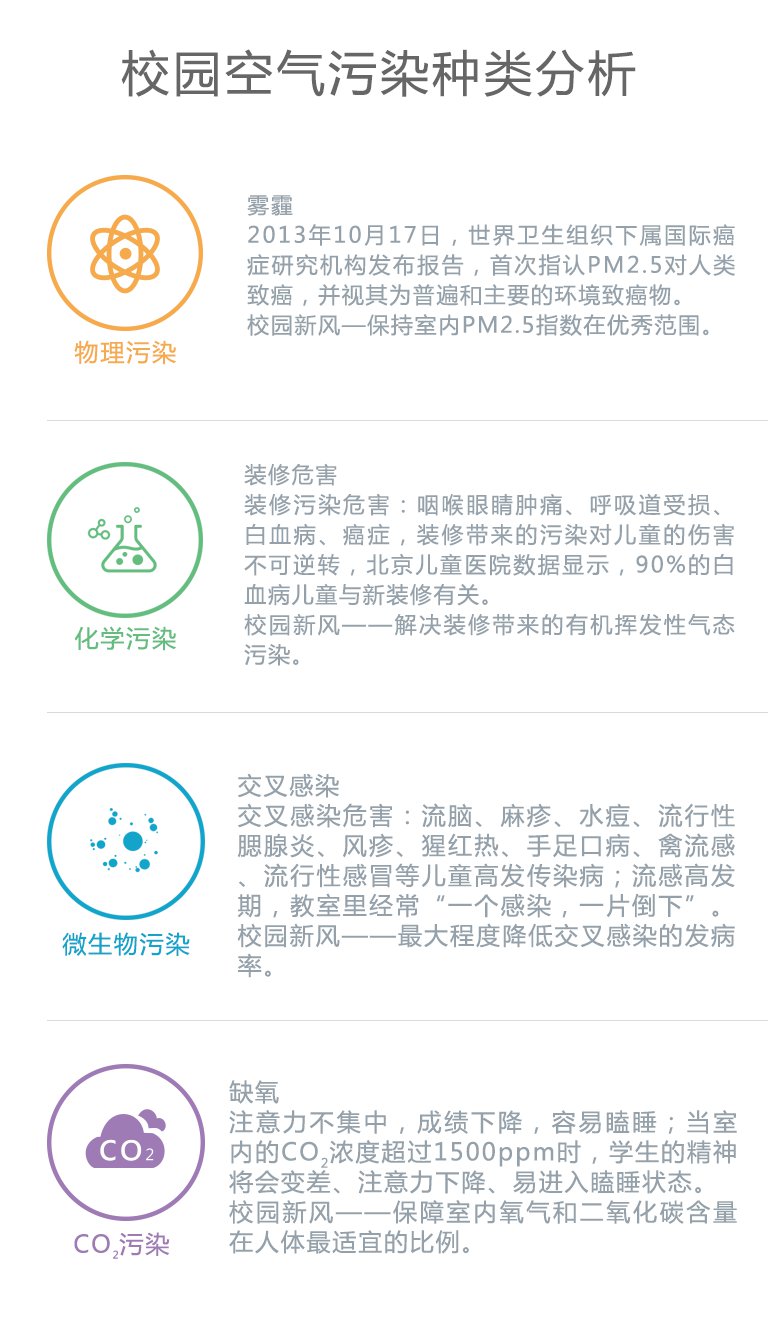 校园空气污染种类分析
雾霾
2013年10月17日，世界卫生组织下属国际癌
症研究机构发布报告，首次指认PM2.5对人类
致癌，并视其为普遍和主要的环境致癌物。
校园新风—保持室内PM2.5指数在优秀范围。
物理污染
装修危害
装修污染危害：咽喉眼睛肿痛、呼吸道受损、
白血病、癌症，装修带来的污染对儿童的伤害
不可逆转，北京儿童医院数据显示，90%的白
血病儿童与新装修有关。
校园新风——解决装修带来的有机挥发性气态
污染。
化学污染
交叉感染
交叉感染危害：流脑、麻疹、水痘、流行性
腮腺炎、风疹、猩红热、手足口病、禽流感
、流行性感冒等儿童高发传染病；流感高发
期，教室里经常“一个感染，一片倒下”。
校园新风——最大程度降低交叉感染的发病
率。
微生物污染
缺氧
注意力不集中，成绩下降，容易瞌睡；当室
内的CO₂浓度超过1500ppm时，学生的精神
将会变差、注意力下降、易进入瞌睡状态。
校园新风——保障室内氧气和二氧化碳含量
在人体最适宜的比例。
CO2
CO₂污染